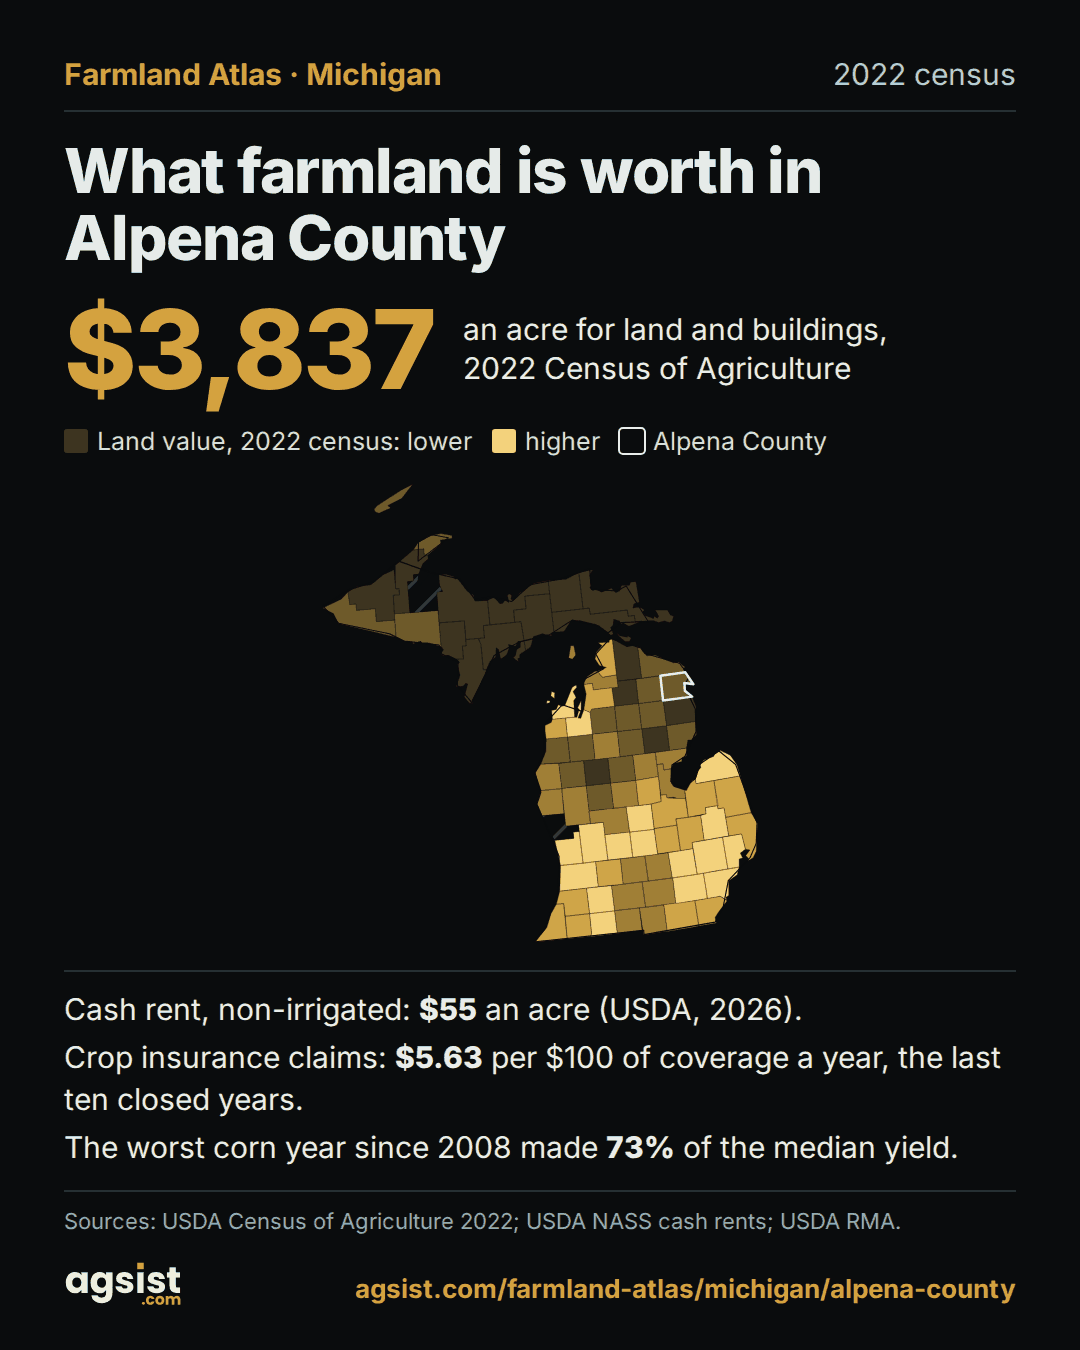 Farmland Atlas · Michigan
2022 census
What farmland is worth in
Alpena County
$3,837
an acre for land and buildings,
2022 Census of Agriculture
Land value, 2022 census: lower
higher
Alpena County
Cash rent, non-irrigated: $55 an acre (USDA, 2026).
Crop insurance claims: $5.63 per $100 of coverage a year, the last
ten closed years.
The worst corn year since 2008 made 73% of the median yield.
Sources: USDA Census of Agriculture 2022; USDA NASS cash rents; USDA RMA.
agsist
.com
agsist.com/farmland-atlas/michigan/alpena-county